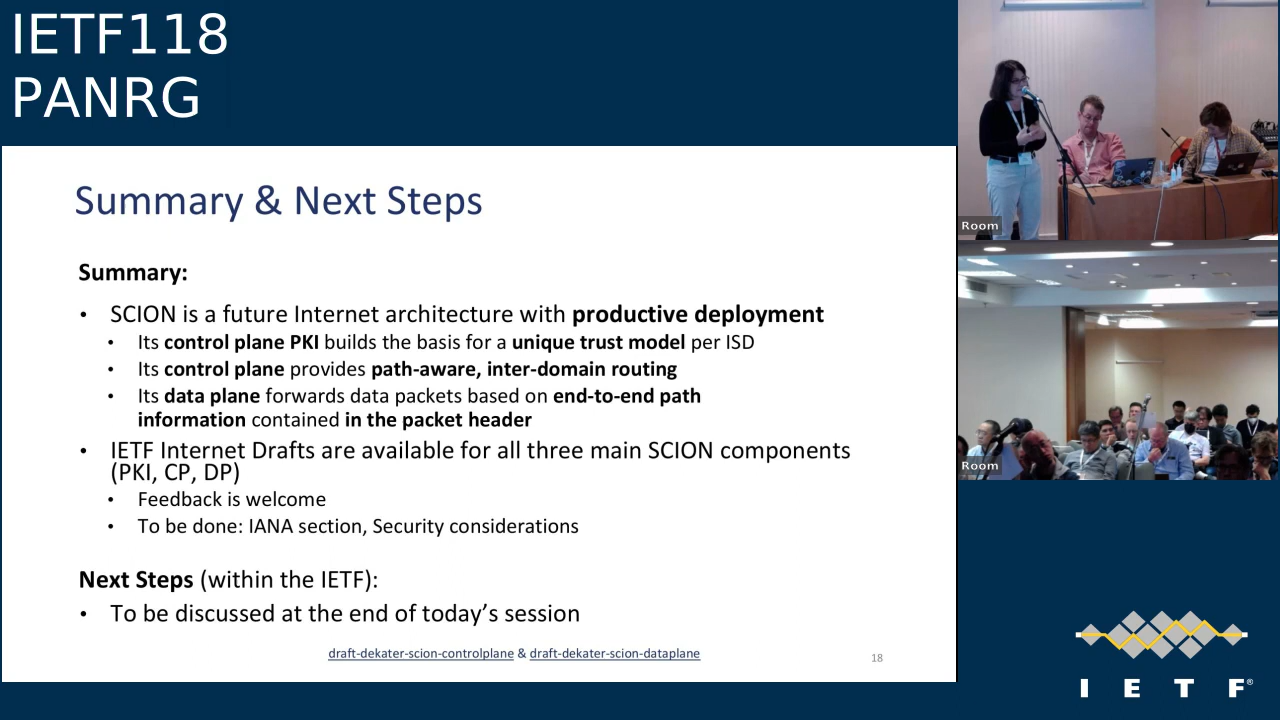 IETF118
PANRG
Summary & Next Steps
Summary:
• SCION is a future Internet architecture with productive deployment
• Its control plane PKI builds the basis for a unique trust model per ISD
• Its control plane provides path-aware, inter-domain routing
• Its data plane forwards data packets based on end-to-end path
information contained in the packet header
• IETF Internet Drafts are available for all three main SCION components
(PKI, CP, DP)
• Feedback is welcome
• To be done: IANA section, Security considerations
Next Steps (within the IETF):
• To be discussed at the end of today’s session
draft-dekater-scion-controlplane & draft-dekater-scion-dataplane
18
Room
Room
I E T F®